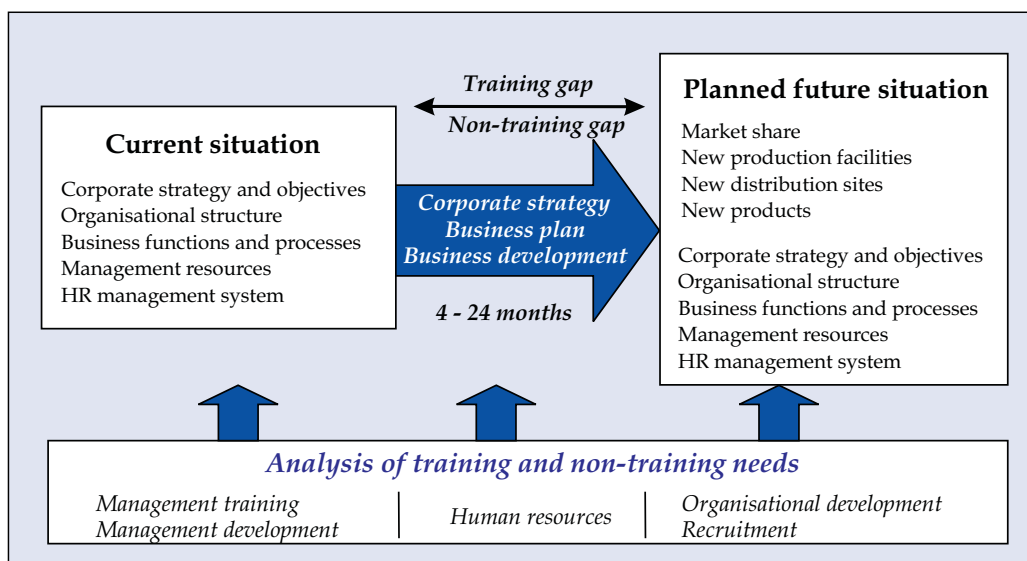 Current situation
Corporate strategy and objectives
Organisational structure
Business functions and processes
Management resources
HR management system
Training gap
Non-training gap
Corporate strategy
Business plan
Business development
4 - 24 months
Planned future situation
Market share
New production facilities
New distribution sites
New products
Corporate strategy and objectives
Organisational structure
Business functions and processes
Management resources
HR management system
Analysis of training and non-training needs
Management training
Management development
Human resources
Organisational development
Recruitment